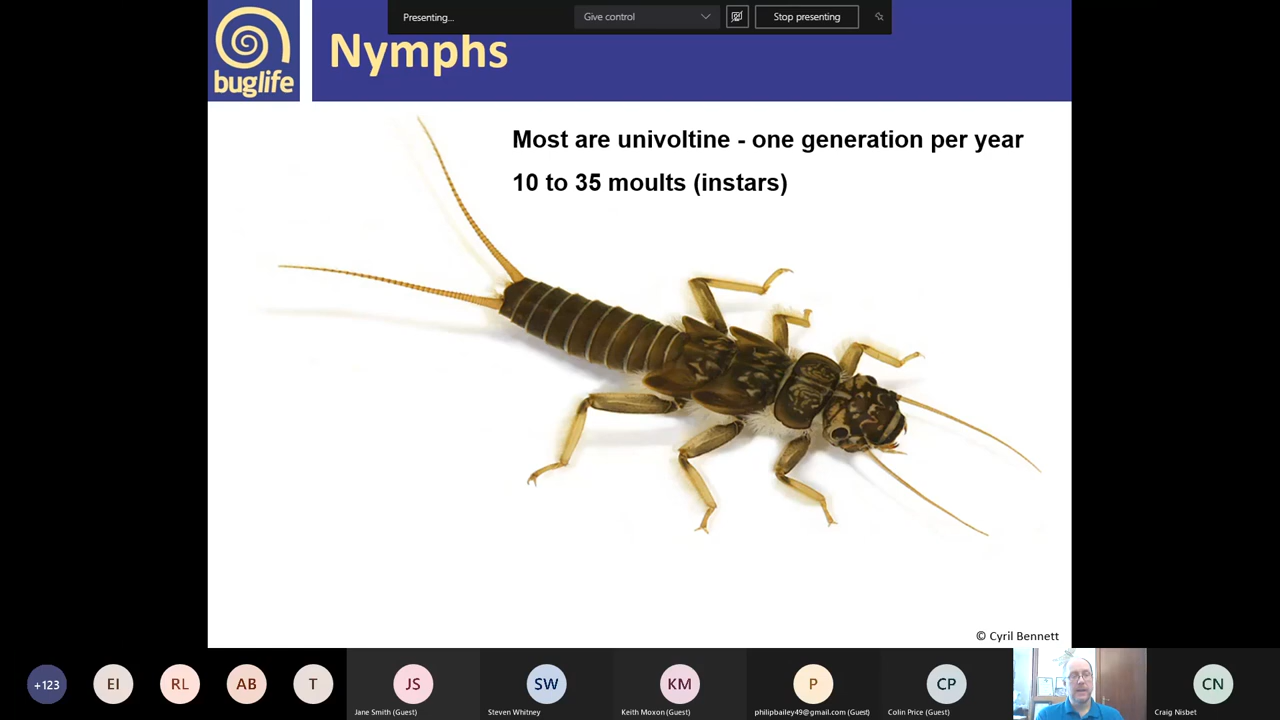 Presenting...
Give control
Stop presenting
buglife
Nymphs
Most are univoltine - one generation per year
10 to 35 moults (instars)
© Cyril Bennett
+123
EI
RL
AB
T
JS
SW
KM
P
CP
CN
Jane Smith (Guest)
Steven Whitney
Keith Moxon (Guest)
philipbailey49@gmail.com (Guest)
Colin Price (Guest)
Craig Nisbet